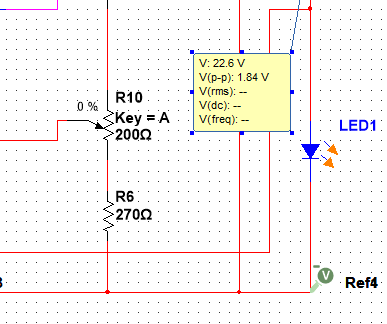 V: 22.6 V
V(p-p): 1.84 V
V(rms): --
V(dc): --
V(freq): --
0 %
R10
Key = A
200Ω
LED1
R6
270Ω
V
Ref4